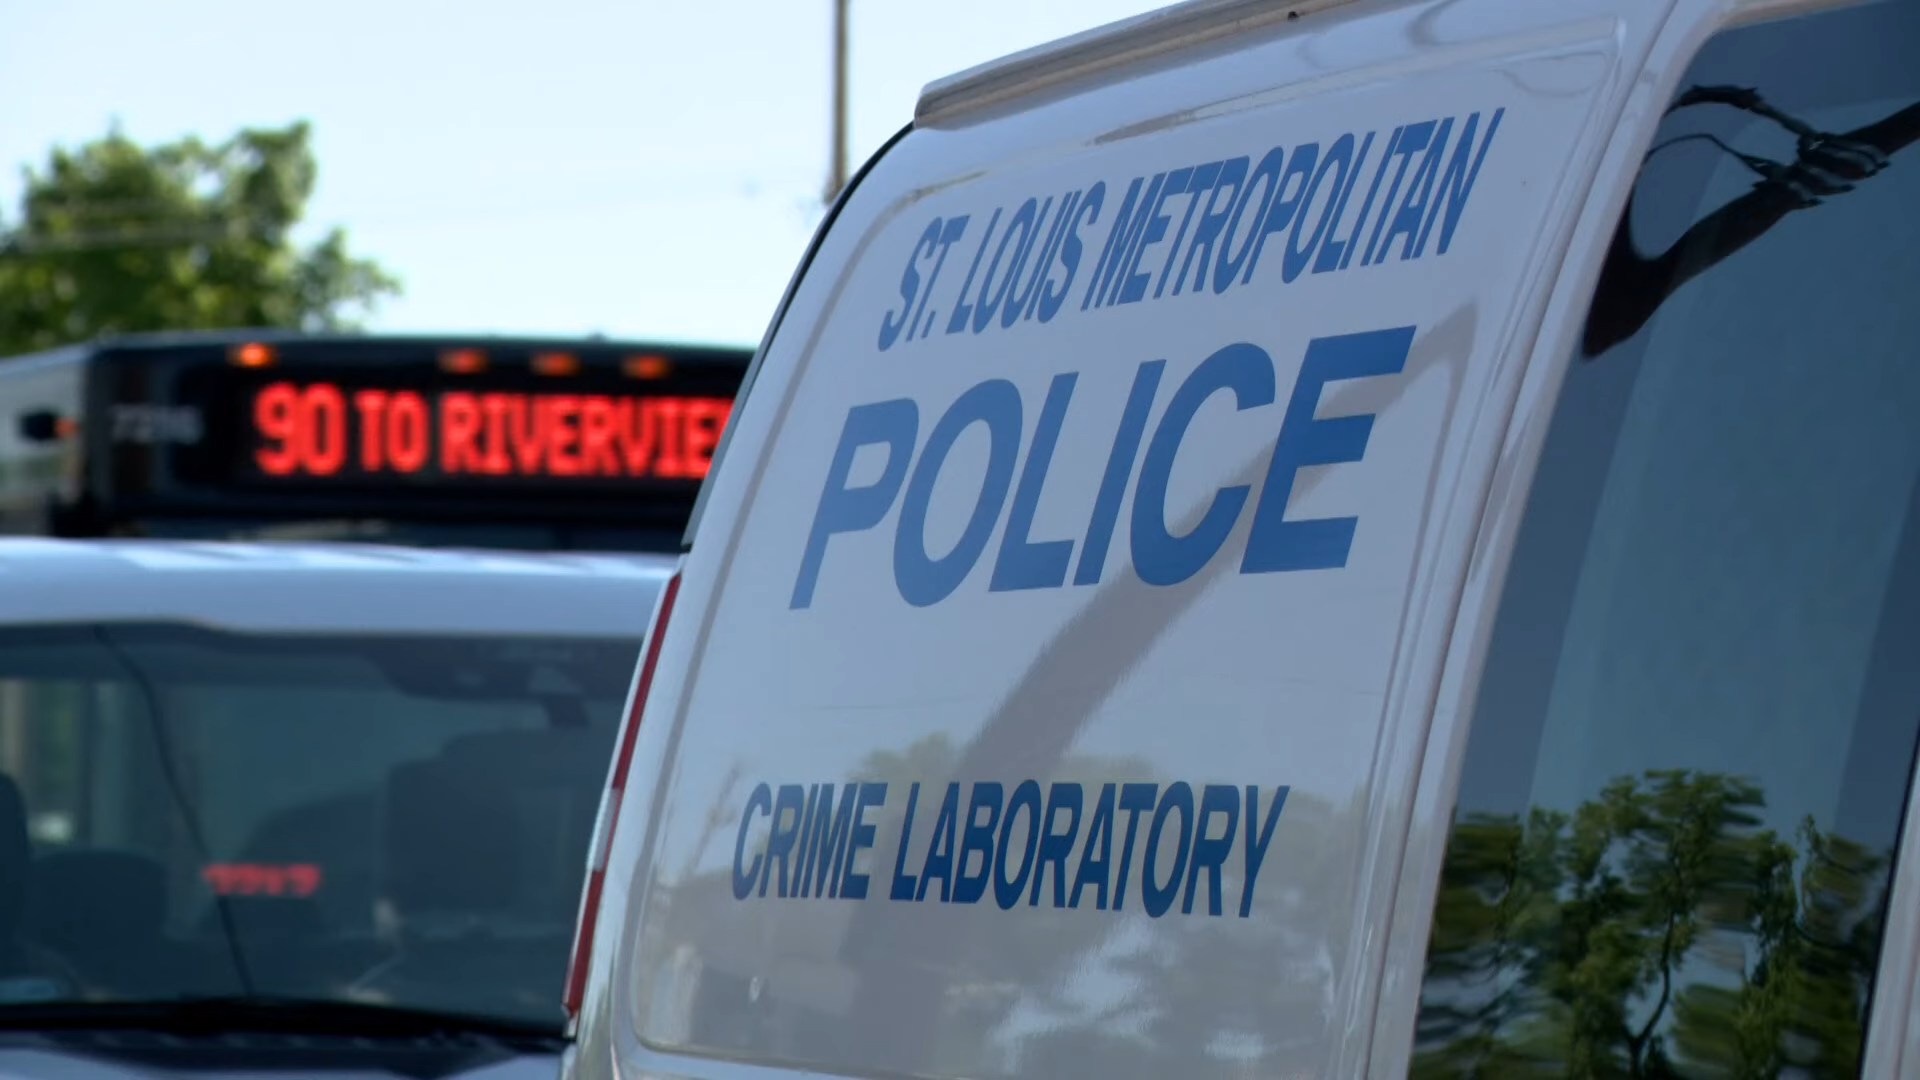 90 TO RIVERVIE
ST. LOUIS METROPOLITAN
POLICE
CRIME LABORATORY